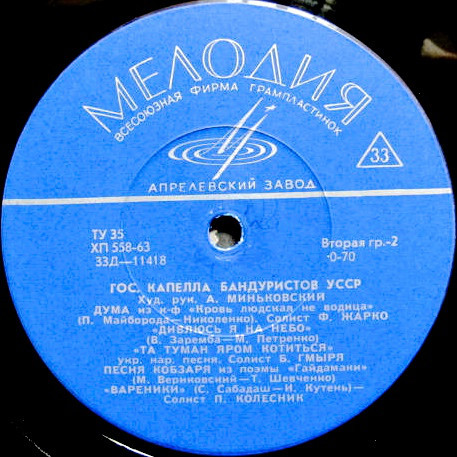 МЕЛОДИЯ
ВСЕСОЮЗНАЯ ФИРМА ГРАМПЛАСТИНОК
33
АПРЕЛЕВСКИЙ ЗАВОД
ТУ 35
ХП 558-63
33Д—11418
Вторая гр.-2
0-70
ГОС. КАПЕЛЛА БАНДУРИСТОВ УССР
Худ. рук. А. МИНЬКОВСКИЙ
ДУМА из к-ф «Кровь людская не водица»
(П. Майборода—Николенко). Солист Ф. ЖАРКО
«ДИВЛЮСЬ Я НА НЕБО»
(В. Заремба—М. Петренко)
«ТА ТУМАН ЯРОМ КОТИТЬСЯ»
укр. нар. песня. Солист Б. ГМЫРЯ
ПЕСНЯ КОБЗАРЯ из поэмы «Гайдамани»
(М. Вериковский—Т. Шевченко)
«ВАРЕНИКИ» (С. Сабадаш—И. Кутень)—
Солист П. КОЛЕСНИК